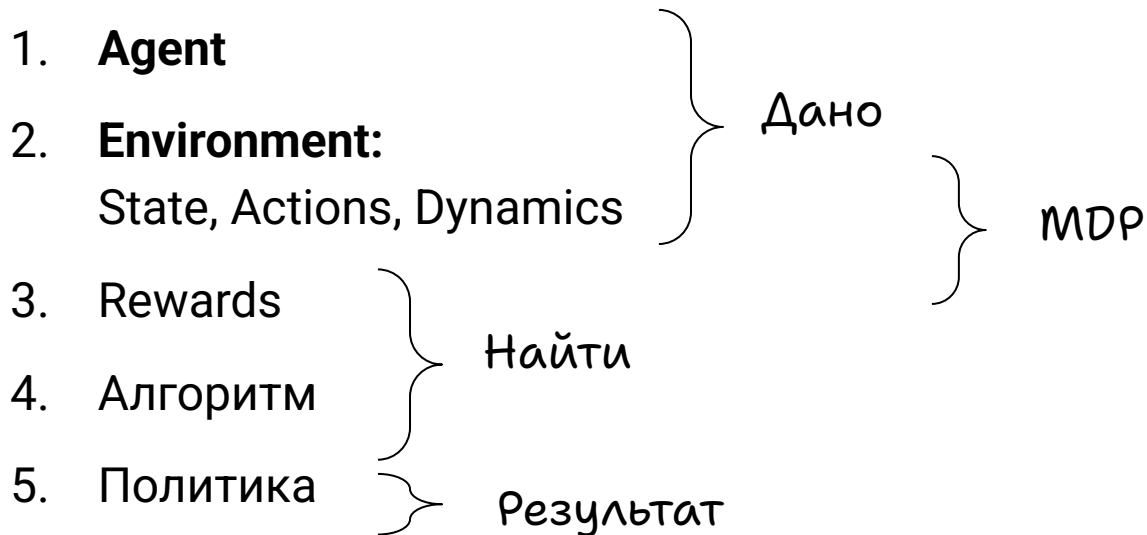 1. Agent
Дано
2. Environment:
State, Actions, Dynamics
MDP
3. Rewards
Найти
4. Алгоритм
5. Политика
Результат